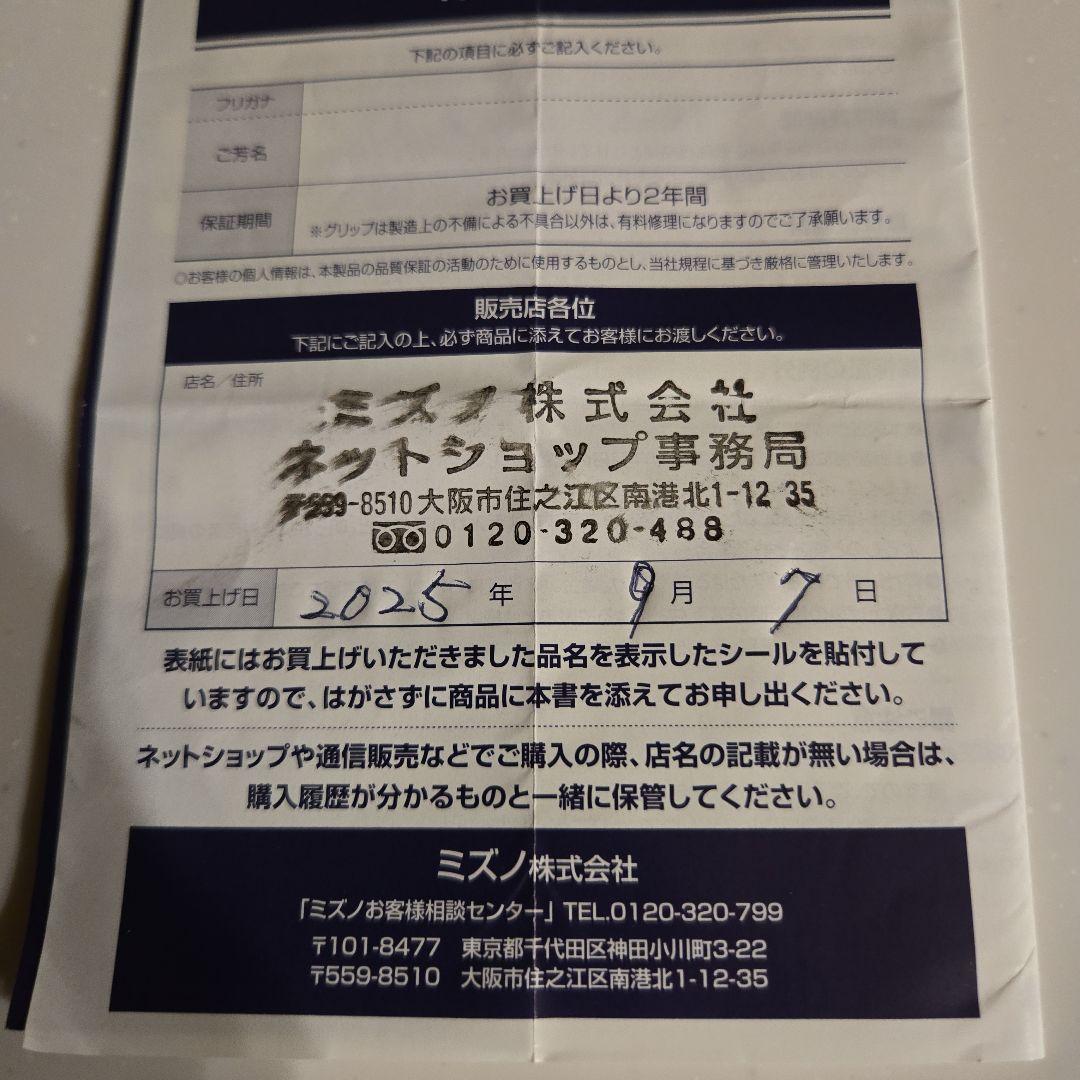 下記の項目に必ずご記入ください。
フリガナ
ご芳名
保証期間
お買上げ日より2年間
※グリップは製造上の不備による不具合以外は、有料修理になりますのでご了承願います。
◎お客様の個人情報は、本製品の品質保証の活動のために使用するものとし、当社規程に基づき厳格に管理いたします。
販売店各位
下記にご記入の上、必ず商品に添えてお客様にお渡しください。
店名/住所
ミズノ株式会社
ネットショップ事務局
〒559-8510大阪市住之江区南港北1-12 35
0120-320-488
お買上げ日 2025年 9月 7日
表紙にはお買上げいただきました品名を表示したシールを貼付して
いますので、はがさずに商品に本書を添えてお申し出ください。
ネットショップや通信販売などでご購入の際、店名の記載が無い場合は、
購入履歴が分かるものと一緒に保管してください。
ミズノ株式会社
「ミズノお客様相談センター」TEL.0120-320-799
〒101-8477 東京都千代田区神田小川町3-22
〒559-8510 大阪市住之江区南港北1-12-35